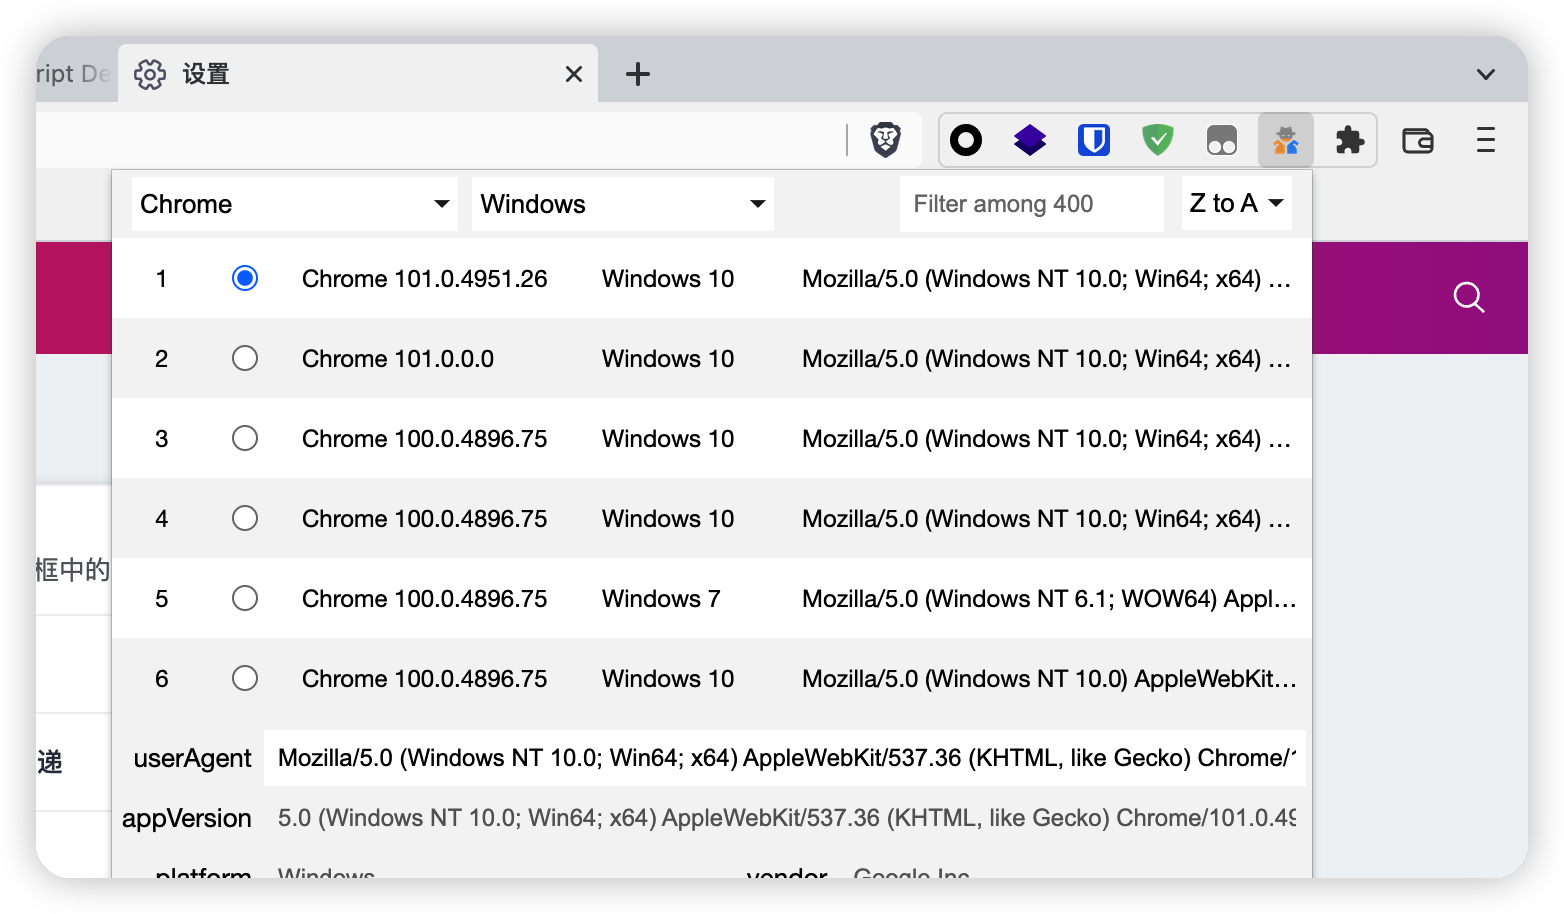 ript De
设置
Chrome
Windows
Filter among 400
Z to A
1 Chrome 101.0.4951.26 Windows 10 Mozilla/5.0 (Windows NT 10.0; Win64; x64) …
2 Chrome 101.0.0.0 Windows 10 Mozilla/5.0 (Windows NT 10.0; Win64; x64) …
3 Chrome 100.0.4896.75 Windows 10 Mozilla/5.0 (Windows NT 10.0; Win64; x64) …
4 Chrome 100.0.4896.75 Windows 10 Mozilla/5.0 (Windows NT 10.0; Win64; x64) …
框中的
5 Chrome 100.0.4896.75 Windows 7 Mozilla/5.0 (Windows NT 6.1; WOW64) Appl…
6 Chrome 100.0.4896.75 Windows 10 Mozilla/5.0 (Windows NT 10.0) AppleWebKit…
递
userAgent Mozilla/5.0 (Windows NT 10.0; Win64; x64) AppleWebKit/537.36 (KHTML, like Gecko) Chrome/1
appVersion 5.0 (Windows NT 10.0; Win64; x64) AppleWebKit/537.36 (KHTML, like Gecko) Chrome/101.0.49
platform Windows vendor Google Inc.